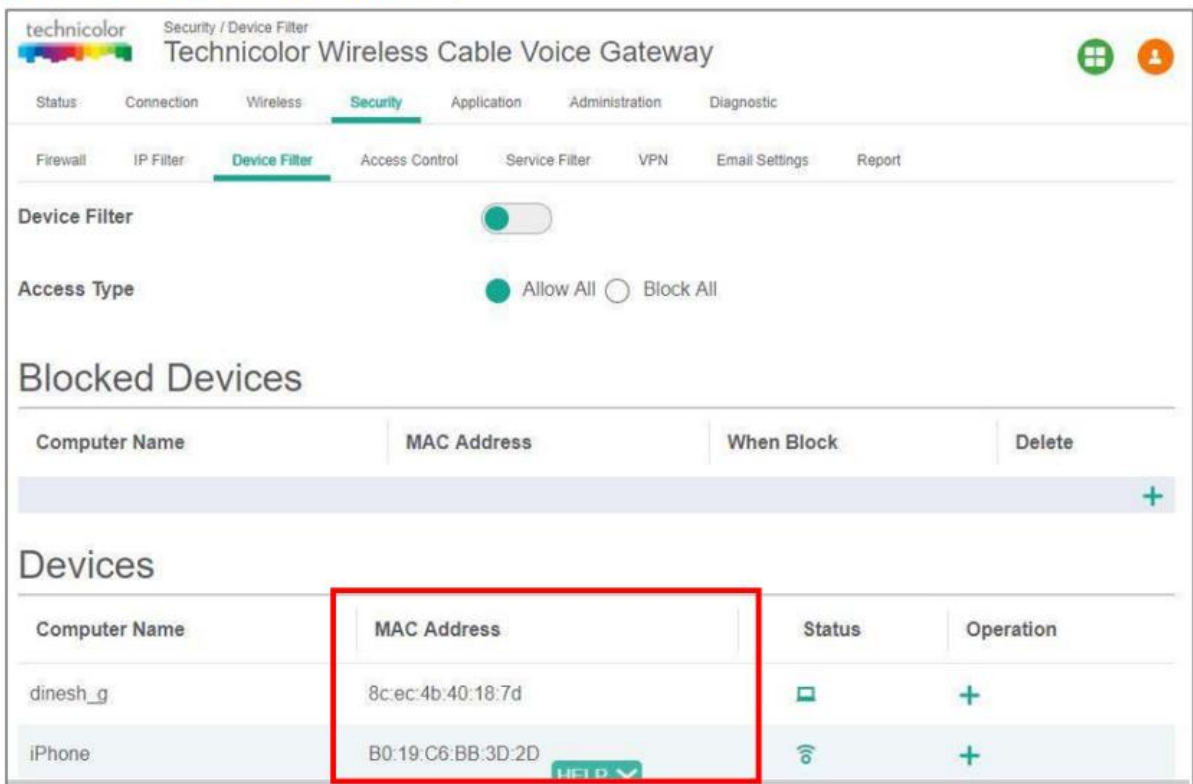 technicolor
Security / Device Filter
Technicolor Wireless Cable Voice Gateway
Status Connection Wireless Security Application Administration Diagnostic
Firewall IP Filter Device Filter Access Control Service Filter VPN Email Settings Report
Device Filter
Access Type Allow All Block All
Blocked Devices
Computer Name MAC Address When Block Delete
+
Devices
Computer Name MAC Address Status Operation
dinesh_g 8c:ec:4b:40:18:7d +
iPhone B0:19:C6:BB:3D:2D +
HELP